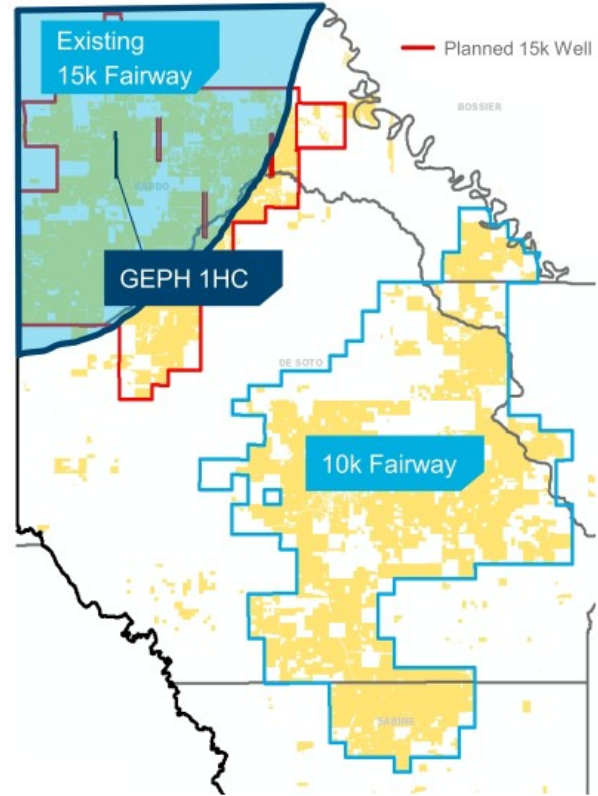 Existing
15k Fairway
Planned 15k Well
BOSSIER
CADDO
GEPH 1HC
DE SOTO
10k Fairway
SABINE